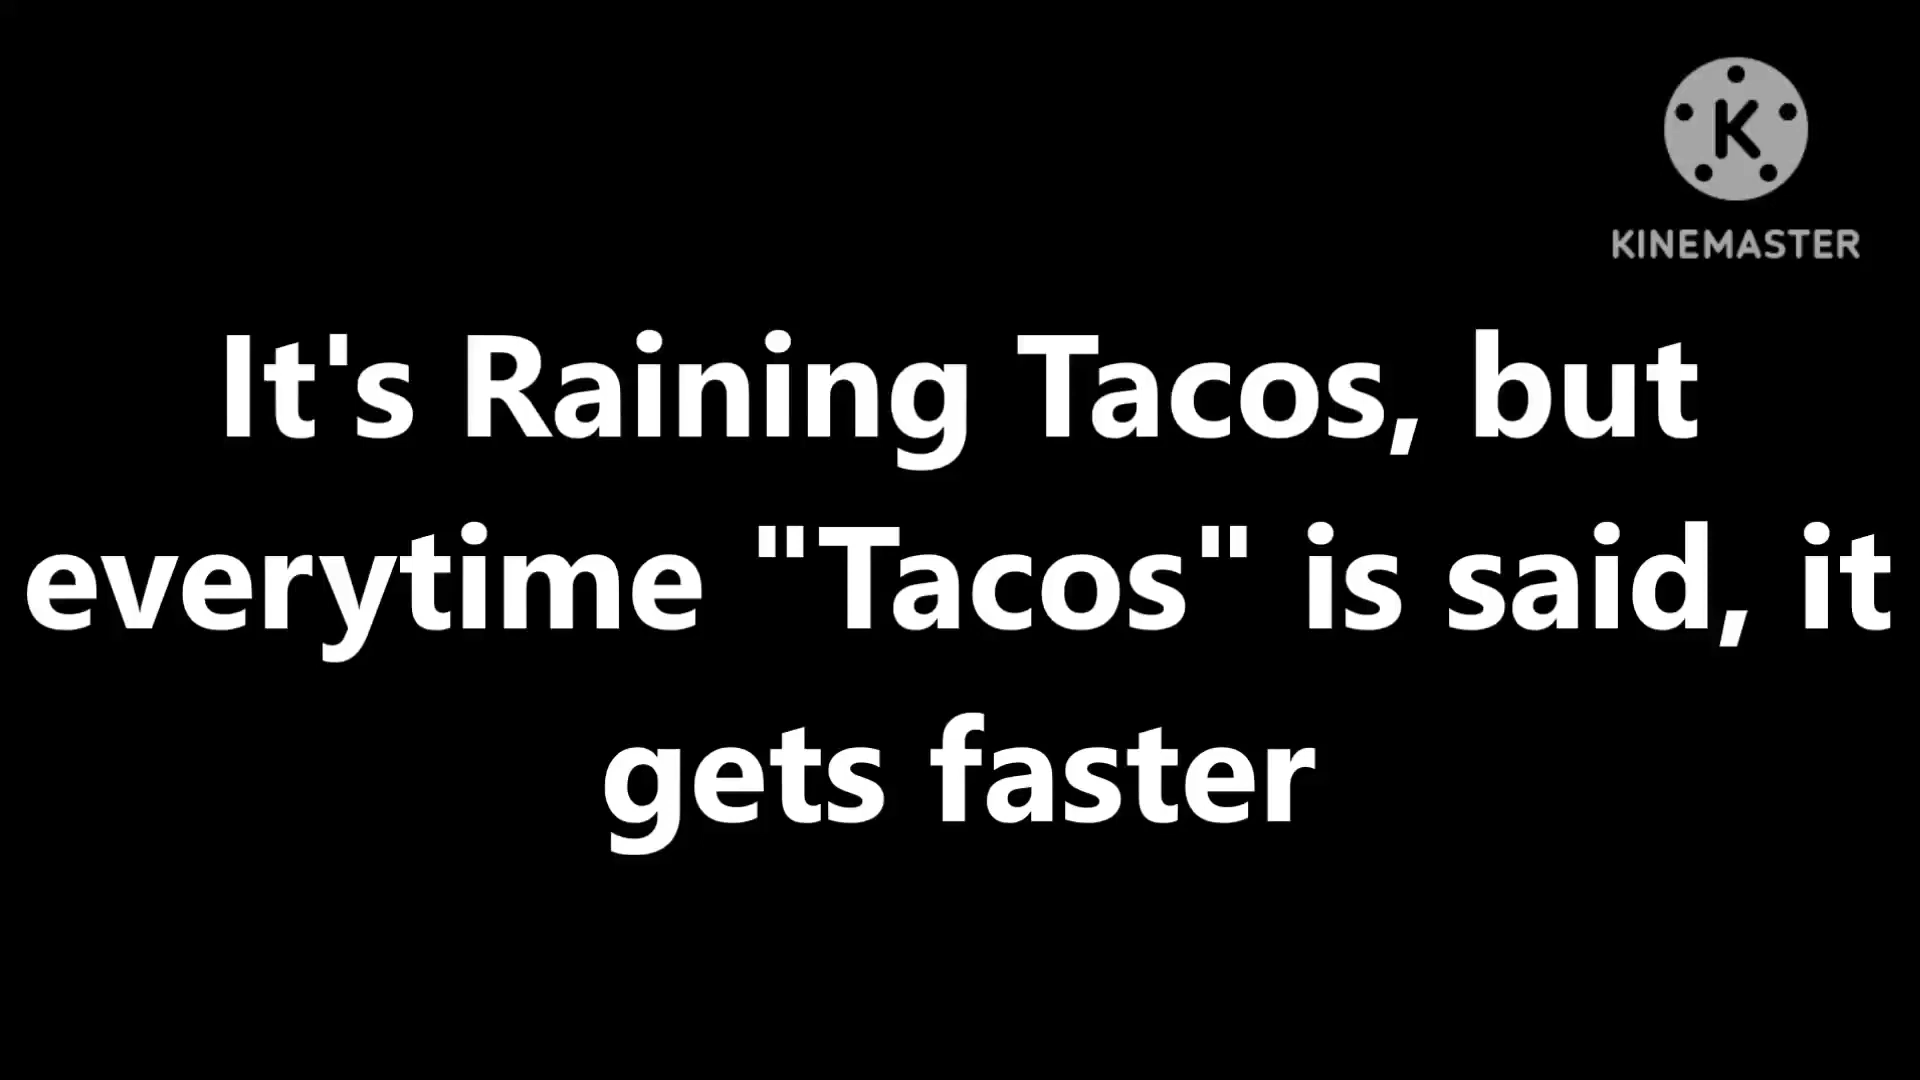 K
KINEMASTER
It's Raining Tacos, but
everytime "Tacos" is said, it
gets faster